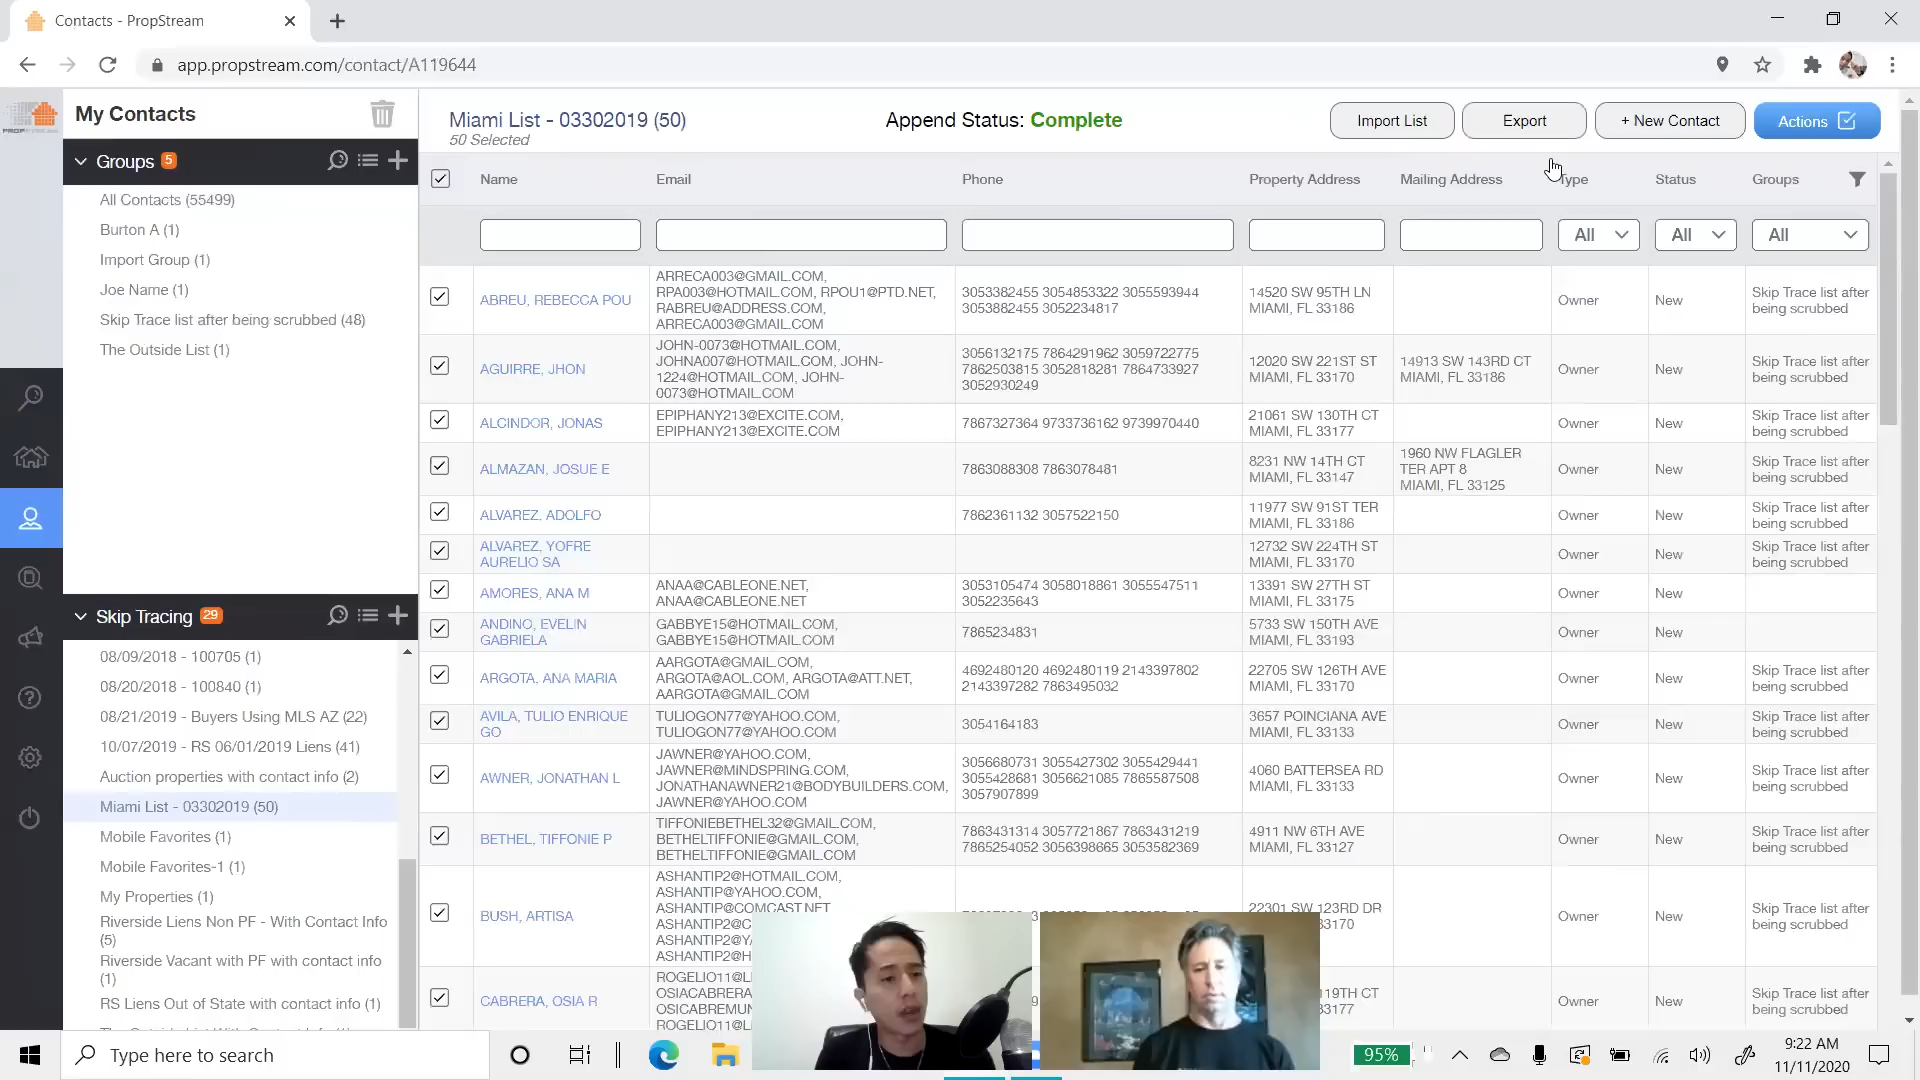 Contacts - PropStream
app.propstream.com/contact/A119644
My Contacts
Groups 5
All Contacts (55499)
Burton A (1)
Import Group (1)
Joe Name (1)
Skip Trace list after being scrubbed (48)
The Outside List (1)
Skip Tracing 29
08/09/2018 - 100705 (1)
08/20/2018 - 100840 (1)
08/21/2019 - Buyers Using MLS AZ (22)
10/07/2019 - RS 06/01/2019 Liens (41)
Auction properties with contact info (2)
Miami List - 03302019 (50)
Mobile Favorites (1)
Mobile Favorites-1 (1)
My Properties (1)
Riverside Liens Non PF - With Contact Info
(5)
Riverside Vacant with PF with contact info
(1)
RS Liens Out of State with contact info (1)
Miami List - 03302019 (50)
50 Selected
Append Status: Complete
Import List
Export
+ New Contact
Actions
Name Email Phone Property Address Mailing Address Type Status Groups
All All All
ABREU, REBECCA POU
ARRECA003@GMAIL.COM,
RPA003@HOTMAIL.COM, RPOU1@PTD.NET,
RABREU@ADDRESS.COM,
ARRECA003@GMAIL.COM
3053382455 3054853322 3055593944
3053882455 3052234817
14520 SW 95TH LN
MIAMI, FL 33186
Owner
New
Skip Trace list after
being scrubbed
AGUIRRE, JHON
JOHN-0073@HOTMAIL.COM,
JOHNA007@HOTMAIL.COM, JOHN-
1224@HOTMAIL.COM, JOHN-
0073@HOTMAIL.COM
3056132175 7864291962 3059722775
7862503815 3052818281 7864733927
3052930249
12020 SW 221ST ST
MIAMI, FL 33170
14913 SW 143RD CT
MIAMI, FL 33186
Owner
New
Skip Trace list after
being scrubbed
ALCINDOR, JONAS
EPIPHANY213@EXCITE.COM,
EPIPHANY213@EXCITE.COM
7867327364 9733736162 9739970440
21061 SW 130TH CT
MIAMI, FL 33177
Owner
New
Skip Trace list after
being scrubbed
ALMAZAN, JOSUE E
7863088308 7863078481
8231 NW 14TH CT
MIAMI, FL 33147
1960 NW FLAGLER
TER APT 8
MIAMI, FL 33125
Owner
New
Skip Trace list after
being scrubbed
ALVAREZ, ADOLFO
7862361132 3057522150
11977 SW 91ST TER
MIAMI, FL 33186
Owner
New
Skip Trace list after
being scrubbed
ALVAREZ, YOFRE
AURELIO SA
12732 SW 224TH ST
MIAMI, FL 33170
Owner
New
Skip Trace list after
being scrubbed
AMORES, ANA M
ANAA@CABLEONE.NET,
ANAA@CABLEONE.NET
3053105474 3058018861 3055547511
3052235643
13391 SW 27TH ST
MIAMI, FL 33175
Owner
New
ANDINO, EVELIN
GABRIELA
GABBYE15@HOTMAIL.COM,
GABBYE15@HOTMAIL.COM
7865234831
5733 SW 150TH AVE
MIAMI, FL 33193
Owner
New
ARGOTA, ANA MARIA
AARGOTA@GMAIL.COM,
ARGOTA@AOL.COM, ARGOTA@ATT.NET,
AARGOTA@GMAIL.COM
4692480120 4692480119 2143397802
2143397282 7863495032
22705 SW 126TH AVE
MIAMI, FL 33170
Owner
New
Skip Trace list after
being scrubbed
AVILA, TULIO ENRIQUE
GO
TULIOGON77@YAHOO.COM,
TULIOGON77@YAHOO.COM
3054164183
3657 POINCIANA AVE
MIAMI, FL 33133
Owner
New
Skip Trace list after
being scrubbed
AWNER, JONATHAN L
JAWNER@YAHOO.COM,
JAWNER@MINDSPRING.COM,
JONATHANAWNER21@BODYBUILDERS.COM,
JAWNER@YAHOO.COM
3056680731 3055427302 3055429441
3055428681 3056621085 7865587508
3057907899
4060 BATTERSEA RD
MIAMI, FL 33133
Owner
New
Skip Trace list after
being scrubbed
BETHEL, TIFFONIE P
TIFFONIEBETHEL32@GMAIL.COM,
BETHELTIFFONIE@GMAIL.COM,
BETHELTIFFONIE@GMAIL.COM
7863431314 3057721867 7863431219
7865254052 3056398665 3053582369
4911 NW 6TH AVE
MIAMI, FL 33127
Owner
New
Skip Trace list after
being scrubbed
BUSH, ARTISA
ASHANTIP2@HOTMAIL.COM,
ASHANTIP@YAHOO.COM,
ASHANTIP@COMCAST.NET
ASHANTIP2@C
ASHANTIP2@Y
ASHANTIP2@H
22301 SW 123RD DR
33170
Owner
New
Skip Trace list after
being scrubbed
CABRERA, OSIA R
ROGELIO11@L
OSIACABRERA
OSICABREMUN
ROGELIO11@L
119TH CT
33177
Owner
New
Skip Trace list after
being scrubbed
Type here to search
95%
9:22 AM
11/11/2020